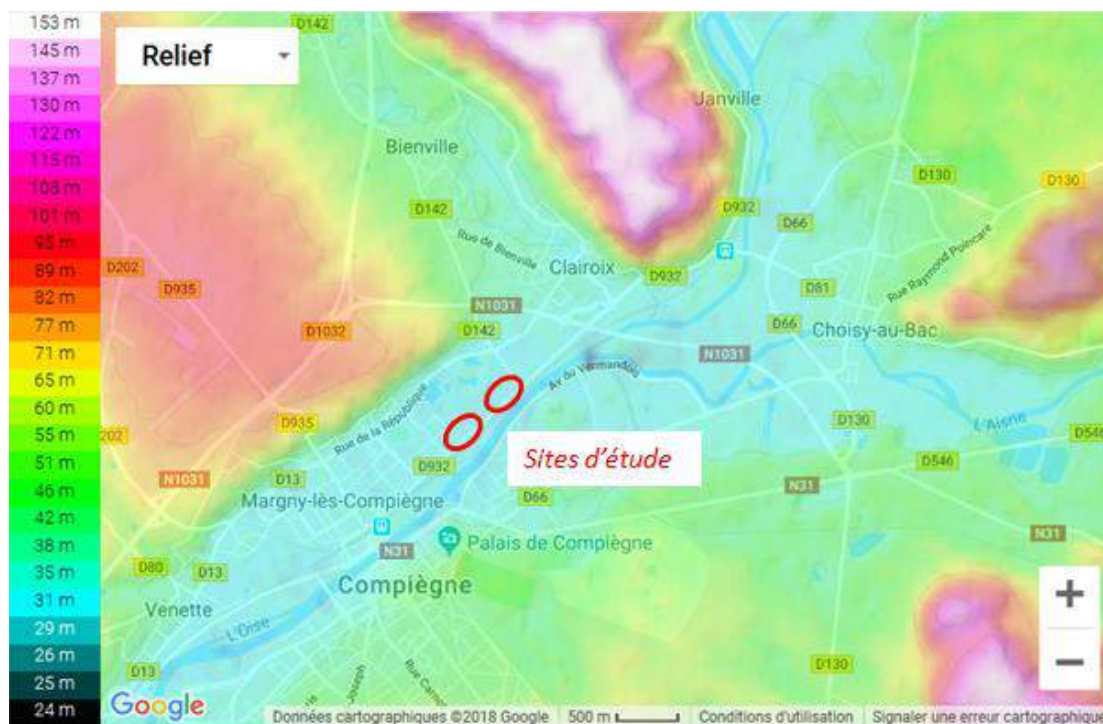 153 m
145 m
137 m
130 m
122 m
115 m
108 m
101 m
95 m
89 m
82 m
77 m
71 m
65 m
60 m
55 m
51 m
46 m
42 m
38 m
35 m
31 m
29 m
26 m
25 m
24 m
Relief
D142
Janville
Bienville
D130
D130
D142
D932
D66
Rue de Bienville
Rue Raymond Poincaré
Clairoix
D932
D202
D935
D81
N1031
D1032
D142
D66
Choisy-au-Bac
N1031
Av du Vermandois
Rue de la République
D935
D130
L'Aisne
202
D546
Sites d'étude
D932
D546
N1031
D13
D66
N31
Margny-lès-Compiègne
N31
Palais de Compiègne
N31
D80
D13
Compiègne
Venette
L'Oise
D13
D130
Joseph
Google
Données cartographiques ©2018 Google
500 m
Conditions d'utilisation
Signaler une erreur cartographique